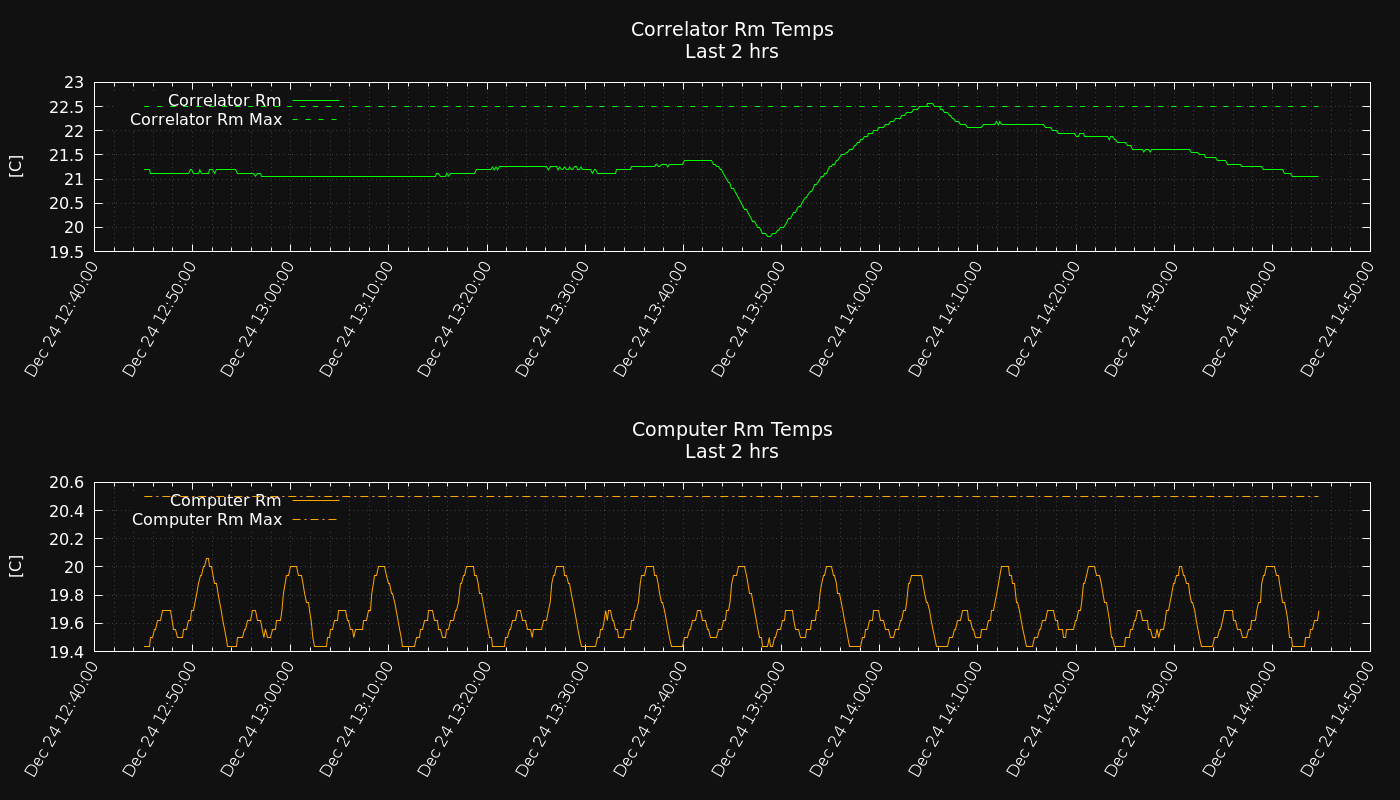 Correlator Rm Temps
Last 2 hrs
23
22.5
22
21.5
21
20.5
20
19.5
[C]
Correlator Rm
Correlator Rm Max
Dec 24 12:40:00
Dec 24 12:50:00
Dec 24 13:00:00
Dec 24 13:10:00
Dec 24 13:20:00
Dec 24 13:30:00
Dec 24 13:40:00
Dec 24 13:50:00
Dec 24 14:00:00
Dec 24 14:10:00
Dec 24 14:20:00
Dec 24 14:30:00
Dec 24 14:40:00
Dec 24 14:50:00
Computer Rm Temps
Last 2 hrs
20.6
20.4
20.2
20
19.8
19.6
19.4
[C]
Computer Rm
Computer Rm Max
Dec 24 12:40:00
Dec 24 12:50:00
Dec 24 13:00:00
Dec 24 13:10:00
Dec 24 13:20:00
Dec 24 13:30:00
Dec 24 13:40:00
Dec 24 13:50:00
Dec 24 14:00:00
Dec 24 14:10:00
Dec 24 14:20:00
Dec 24 14:30:00
Dec 24 14:40:00
Dec 24 14:50:00